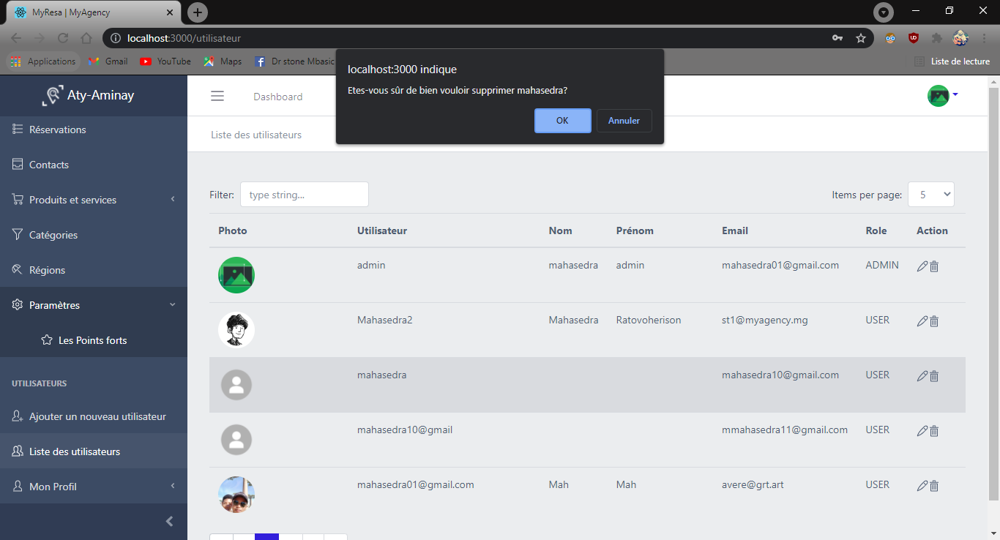 MyResa | MyAgency
localhost:3000/utilisateur
Applications
Gmail
YouTube
Maps
Dr stone Mbasic
Liste de lecture
localhost:3000 indique
Etes-vous sûr de bien vouloir supprimer mahasedra?
OK
Annuler
Aty-Aminay
Réservations
Contacts
Produits et services
Catégories
Régions
Paramètres
Les Points forts
UTILISATEURS
Ajouter un nouveau utilisateur
Liste des utilisateurs
Mon Profil
Dashboard
Liste des utilisateurs
Filter: type string...
Items per page: 5
Photo Utilisateur Nom Prénom Email Role Action
admin mahasedra admin mahasedra01@gmail.com ADMIN
Mahasedra2 Mahasedra Ratovoherison st1@myagency.mg USER
mahasedra mahasedra10@gmail.com USER
mahasedra10@gmail mmahasedra11@gmail.com USER
mahasedra01@gmail.com Mah Mah avere@grt.art USER